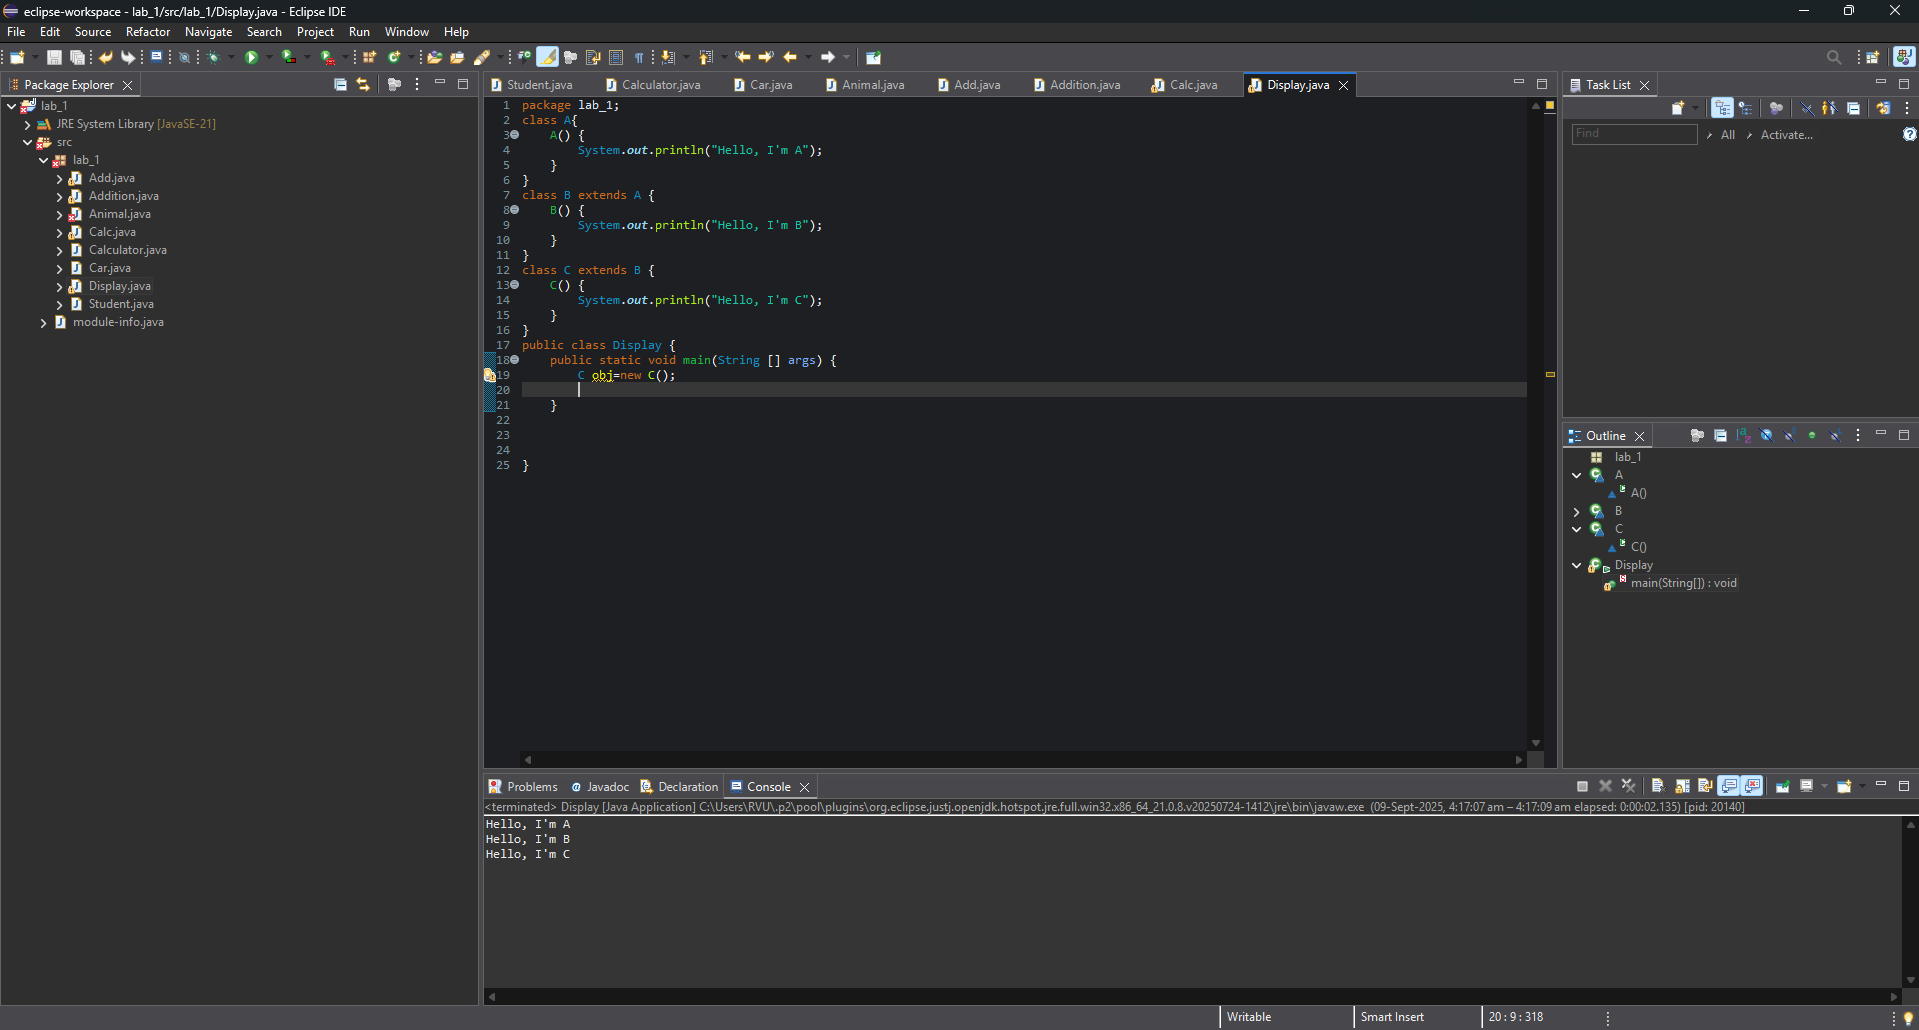 eclipse-workspace - lab_1/src/lab_1/Display.java - Eclipse IDE
File Edit Source Refactor Navigate Search Project Run Window Help
Package Explorer
lab_1
JRE System Library [JavaSE-21]
src
lab_1
Add.java
Addition.java
Animal.java
Calc.java
Calculator.java
Car.java
Display.java
Student.java
module-info.java
Student.java Calculator.java Car.java Animal.java Add.java Addition.java Calc.java Display.java
1 package lab_1;
2 class A{
3 A() {
4 System.out.println("Hello, I'm A");
5 }
6 }
7 class B extends A {
8 B() {
9 System.out.println("Hello, I'm B");
10 }
11 }
12 class C extends B {
13 C() {
14 System.out.println("Hello, I'm C");
15 }
16 }
17 public class Display {
18 public static void main(String [] args) {
19 C obj=new C();
20
21 }
22
23
24
25 }
Task List
Find All Activate...
Outline
lab_1
A
A()
B
C
C()
Display
main(String[]) : void
Problems Javadoc Declaration Console
<terminated> Display [Java Application] C:\Users\RVU\.p2\pool\plugins\org.eclipse.justj.openjdk.hotspot.jre.full.win32.x86_64_21.0.8.v20250724-1412\jre\bin\javaw.exe (09-Sept-2025, 4:17:07 am – 4:17:09 am elapsed: 0:00:02.135) [pid: 20140]
Hello, I'm A
Hello, I'm B
Hello, I'm C
Writable Smart Insert 20 : 9 : 318